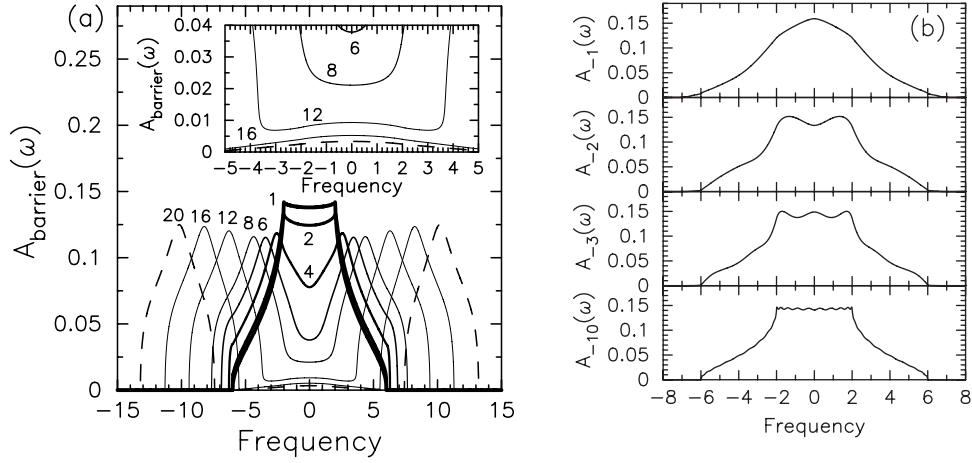 (a)
0.25
0.2
0.15
0.1
0.05
0
A_barrier(ω)
−15 −10 −5 0 5 10 15
Frequency
20 16 12 8 6
1
2
4
0.04
0.03
0.02
0.01
0
A_barrier(ω)
6
8
12
16
−5 −4 −3 −2 −1 0 1 2 3 4 5
Frequency
(b)
0.15
0.1
0.05
0
A_−1(ω)
0.15
0.1
0.05
0
A_−2(ω)
0.15
0.1
0.05
0
A_−3(ω)
0.15
0.1
0.05
0
A_−10(ω)
−8 −6 −4 −2 0 2 4 6 8
Frequency